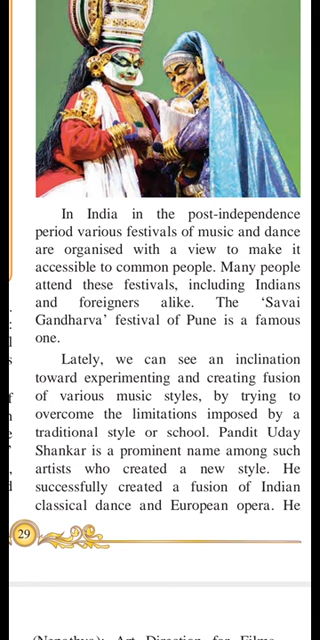 In India in the post-independence
period various festivals of music and dance
are organised with a view to make it
accessible to common people. Many people
attend these festivals, including Indians
and foreigners alike. The ‘Savai
Gandharva’ festival of Pune is a famous
one.
Lately, we can see an inclination
toward experimenting and creating fusion
of various music styles, by trying to
overcome the limitations imposed by a
traditional style or school. Pandit Uday
Shankar is a prominent name among such
artists who created a new style. He
successfully created a fusion of Indian
classical dance and European opera. He
29
(Nepathya); Art Direction for Films